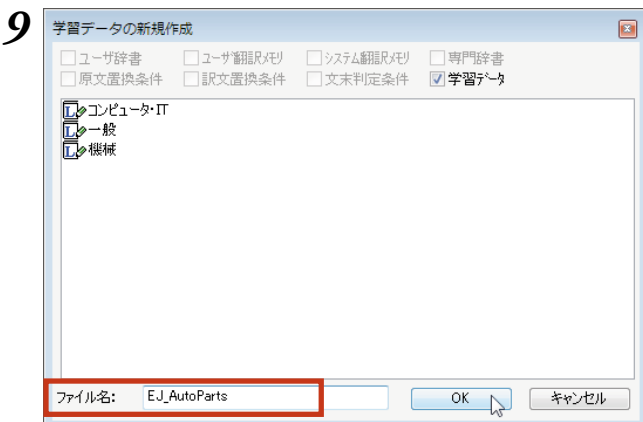 9
学習データの新規作成
ユーザ辞書 ユーザ翻訳メモリ システム翻訳メモリ 専門辞書
原文置換条件 訳文置換条件 文末判定条件 学習データ
コンピュータ・IT
一般
機械
ファイル名: EJ_AutoParts OK キャンセル